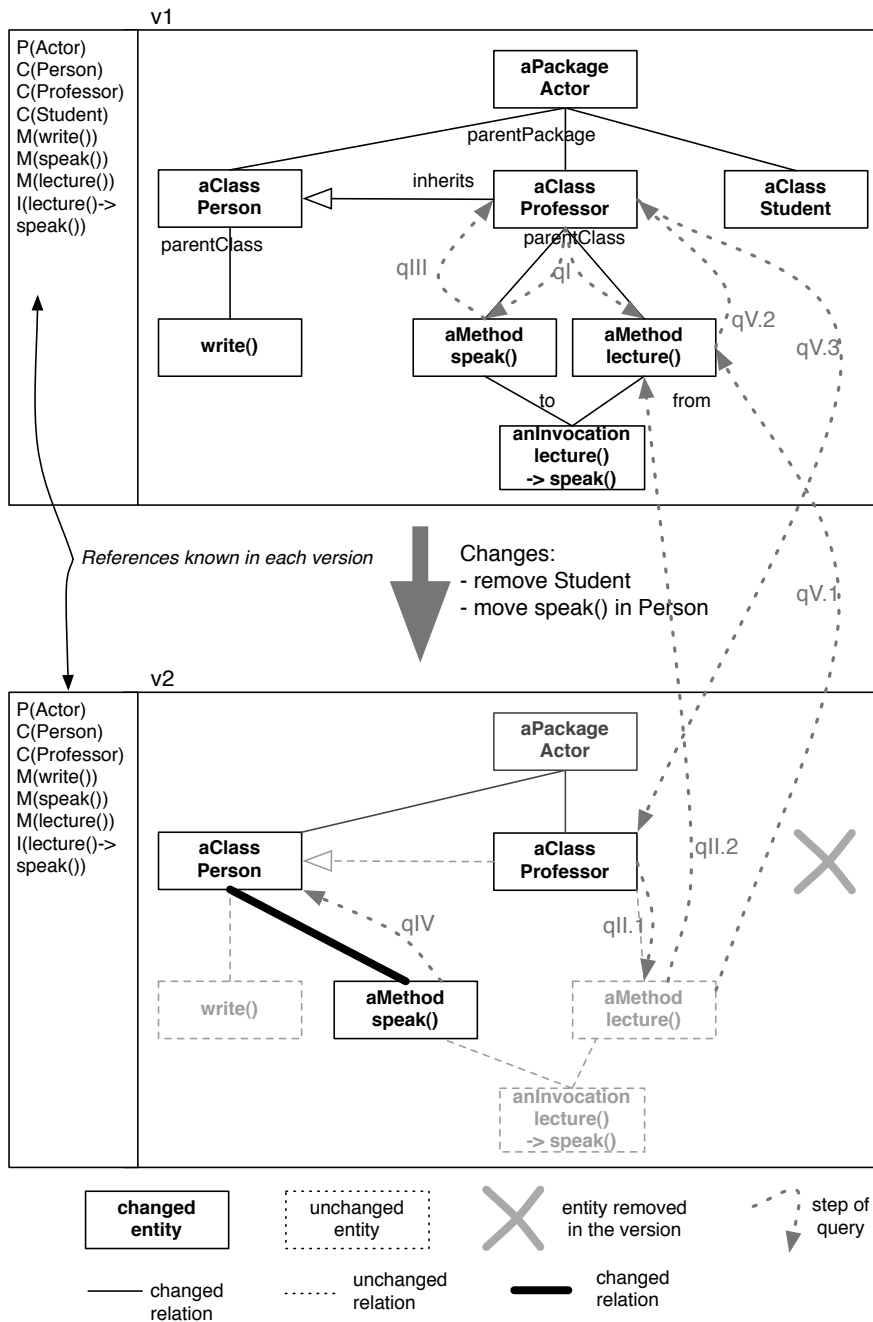 v1
P(Actor)
C(Person)
C(Professor)
C(Student)
M(write())
M(speak())
M(lecture())
I(lecture()->
speak())
aPackage
Actor
parentPackage
aClass
Person
inherits
aClass
Professor
aClass
Student
parentClass
parentClass
qIII
qI
qV.2
qV.3
write()
aMethod
speak()
aMethod
lecture()
to
from
anInvocation
lecture()
-> speak()
References known in each version
Changes:
- remove Student
- move speak() in Person
qV.1
v2
P(Actor)
C(Person)
C(Professor)
M(write())
M(speak())
M(lecture())
I(lecture()->
speak())
aPackage
Actor
aClass
Person
aClass
Professor
qII.2
qIV
qII.1
write()
aMethod
speak()
aMethod
lecture()
anInvocation
lecture()
-> speak()
changed
entity
unchanged
entity
entity removed
in the version
step of
query
changed
relation
unchanged
relation
changed
relation